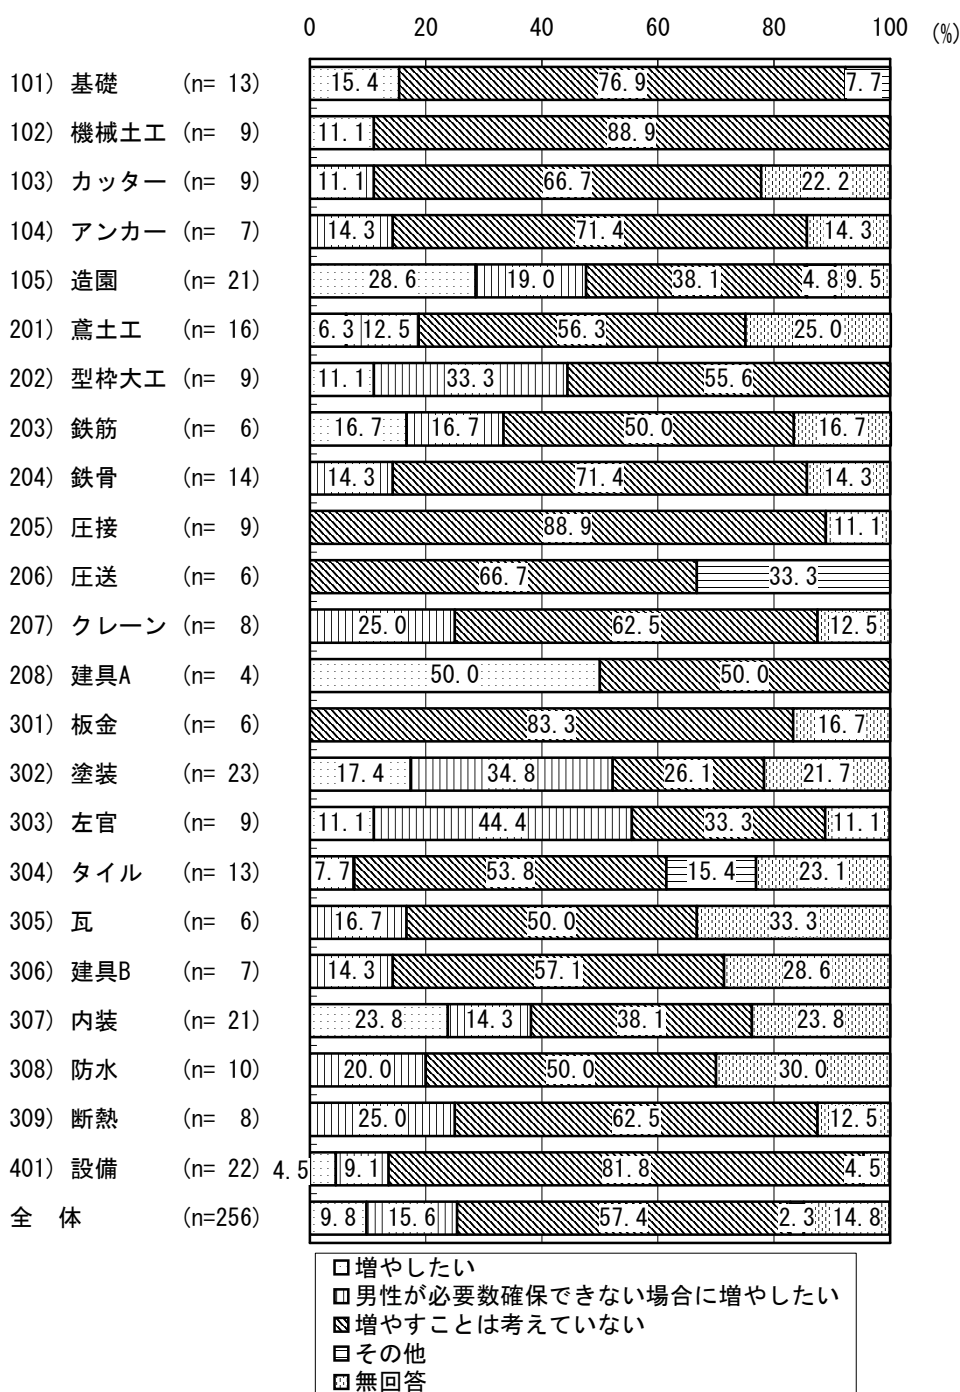 0 20 40 60 80 100 (%)
101) 基礎 (n= 13) 15.4 76.9 7.7
102) 機械土工 (n= 9) 11.1 88.9
103) カッター (n= 9) 11.1 66.7 22.2
104) アンカー (n= 7) 14.3 71.4 14.3
105) 造園 (n= 21) 28.6 19.0 38.1 4.8 9.5
201) 鳶土工 (n= 16) 6.3 12.5 56.3 25.0
202) 型枠大工 (n= 9) 11.1 33.3 55.6
203) 鉄筋 (n= 6) 16.7 16.7 50.0 16.7
204) 鉄骨 (n= 14) 14.3 71.4 14.3
205) 圧接 (n= 9) 88.9 11.1
206) 圧送 (n= 6) 66.7 33.3
207) クレーン (n= 8) 25.0 62.5 12.5
208) 建具A (n= 4) 50.0 50.0
301) 板金 (n= 6) 83.3 16.7
302) 塗装 (n= 23) 17.4 34.8 26.1 21.7
303) 左官 (n= 9) 11.1 44.4 33.3 11.1
304) タイル (n= 13) 7.7 53.8 15.4 23.1
305) 瓦 (n= 6) 16.7 50.0 33.3
306) 建具B (n= 7) 14.3 57.1 28.6
307) 内装 (n= 21) 23.8 14.3 38.1 23.8
308) 防水 (n= 10) 20.0 50.0 30.0
309) 断熱 (n= 8) 25.0 62.5 12.5
401) 設備 (n= 22) 4.5 9.1 81.8 4.5
全 体 (n=256) 9.8 15.6 57.4 2.3 14.8
増やしたい
男性が必要数確保できない場合に増やしたい
増やすことは考えていない
その他
無回答